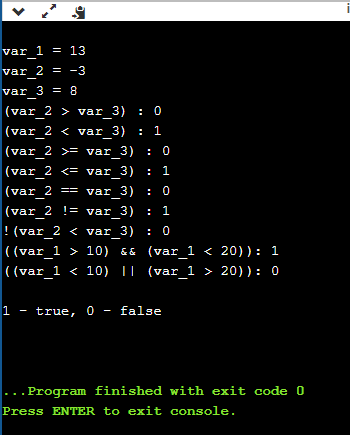 var_1 = 13
var_2 = -3
var_3 = 8
(var_2 > var_3) : 0
(var_2 < var_3) : 1
(var_2 >= var_3) : 0
(var_2 <= var_3) : 1
(var_2 == var_3) : 0
(var_2 != var_3) : 1
!(var_2 < var_3) : 0
((var_1 > 10) && (var_1 < 20)): 1
((var_1 < 10) || (var_1 > 20)): 0
1 - true, 0 - false
...Program finished with exit code 0
Press ENTER to exit console.